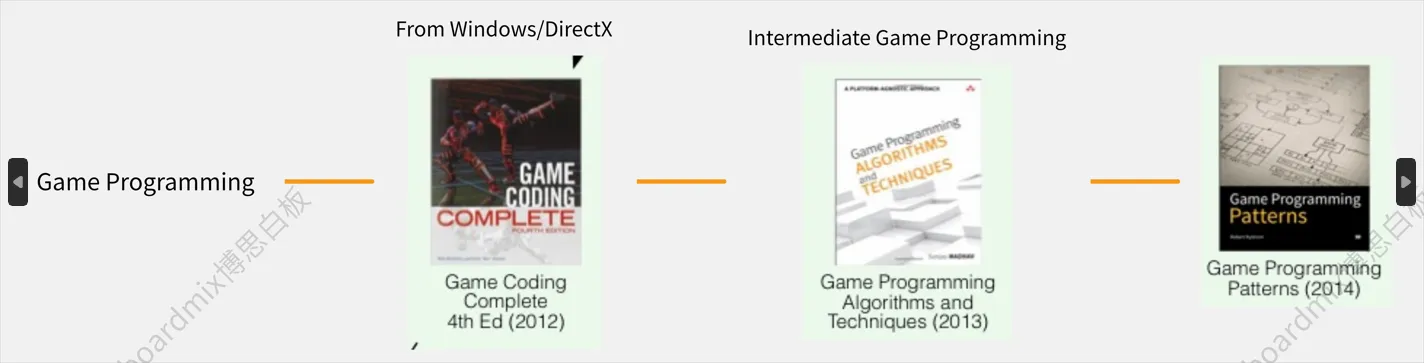 Game Programming
From Windows/DirectX
GAME
CODING
COMPLETE
FOURTH EDITION
Game Coding
Complete
4th Ed (2012)
Intermediate Game Programming
A PLATFORM-AGNOSTIC APPROACH
Game Programming
ALGORITHMS
and
TECHNIQUES
Sanjay MADHAV
Game Programming
Algorithms and
Techniques (2013)
Game Programming
Patterns
Robert Nystrom
Game Programming
Patterns (2014)
boardmix博思白板
boardmix博思白板